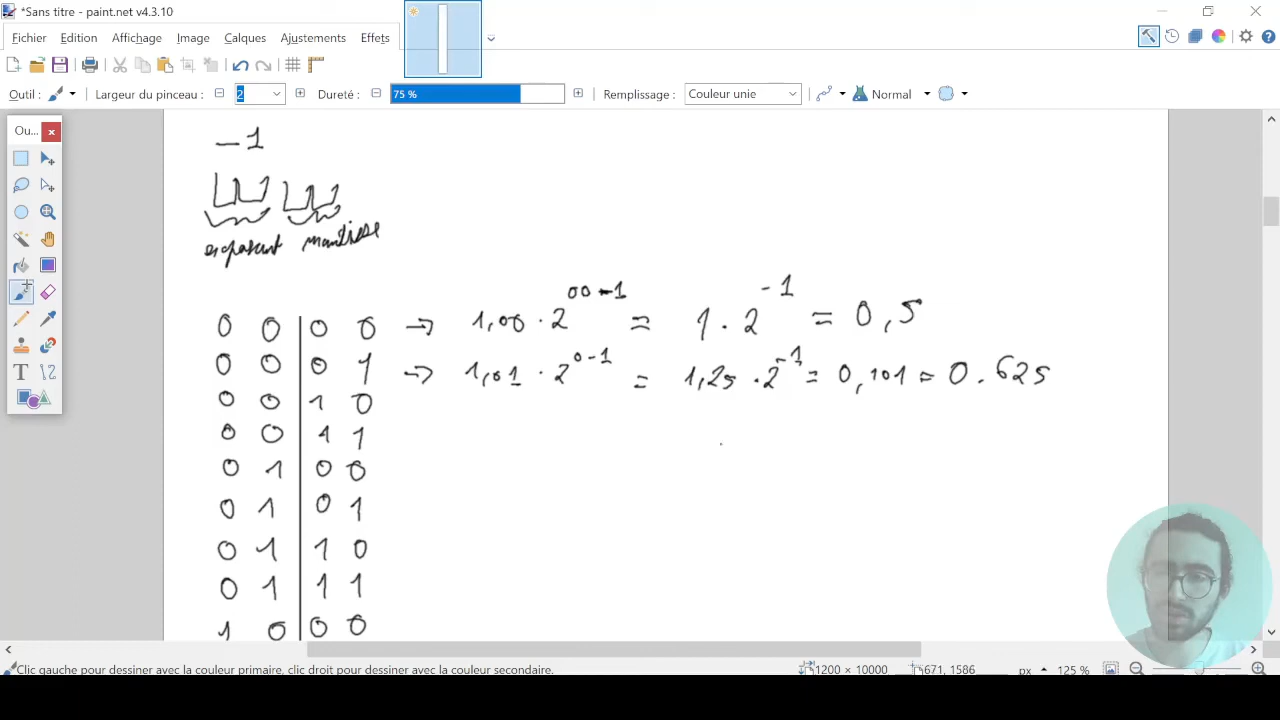 *Sans titre - paint.net v4.3.10
Fichier Edition Affichage Image Calques Ajustements Effets
Outil : Largeur du pinceau : 2 Dureté : 75 % Remplissage : Couleur unie Normal
Ou...
-1
exposant mantisse
0 0 0 0 → 1,00 · 2^00-1 = 1 · 2^-1 = 0,5
0 0 0 1 → 1,01 · 2^0-1 = 1,25 · 2^-1 = 0,101 = 0.625
0 0 1 0
0 0 1 1
0 1 0 0
0 1 0 1
0 1 1 0
0 1 1 1
1 0 0 0
Clic gauche pour dessiner avec la couleur primaire, clic droit pour dessiner avec la couleur secondaire. 1200 × 10000 671, 1586 px 125 %